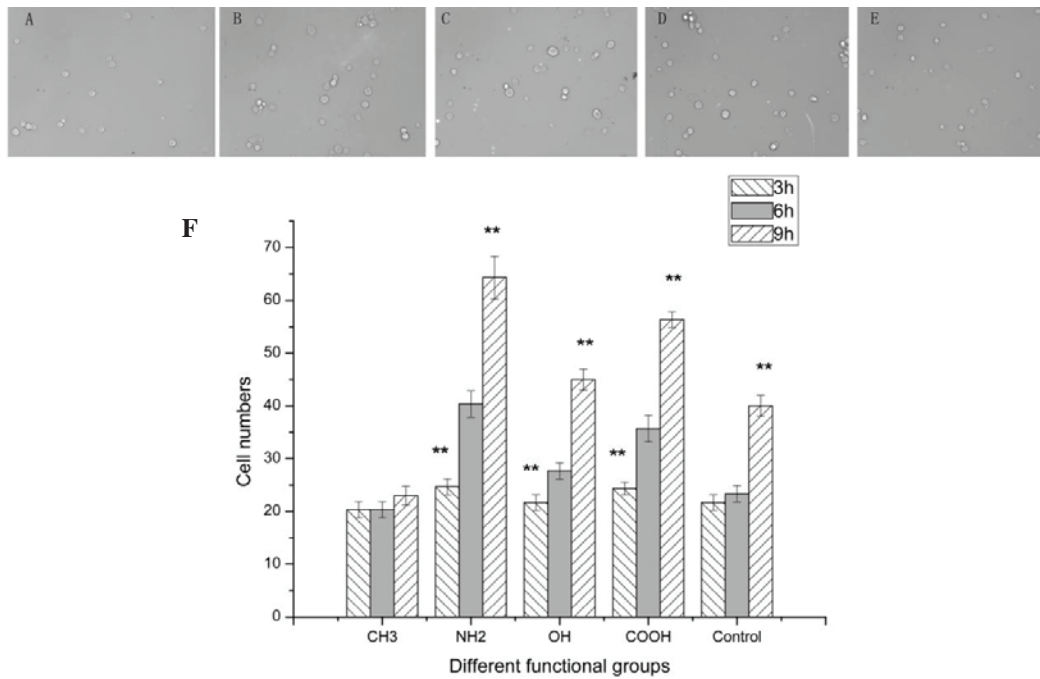 A
B
C
D
E
F
3h
6h
9h
70
60
50
40
30
20
10
0
Cell numbers
**
**
**
**
**
**
**
CH3
NH2
OH
COOH
Control
Different functional groups